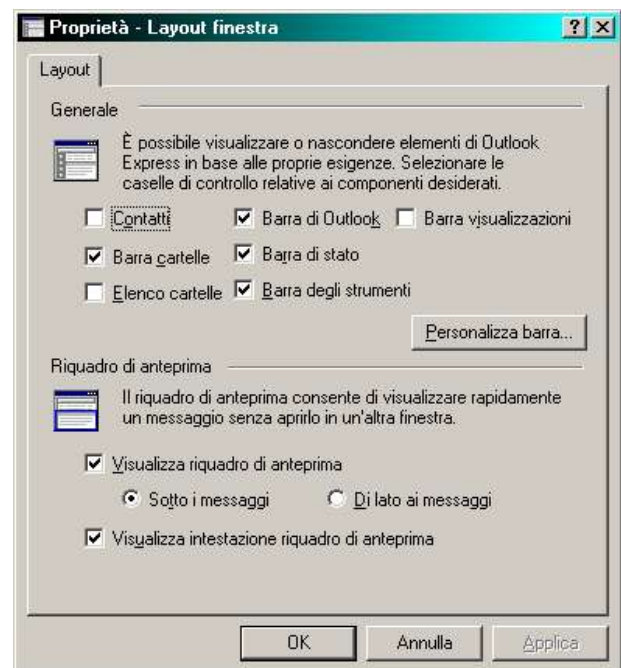 Proprietà - Layout finestra
Layout
Generale
È possibile visualizzare o nascondere elementi di Outlook
Express in base alle proprie esigenze. Selezionare le
caselle di controllo relative ai componenti desiderati.
Contatti Barra di Outlook Barra visualizzazioni
Barra cartelle Barra di stato
Elenco cartelle Barra degli strumenti
Personalizza barra...
Riquadro di anteprima
Il riquadro di anteprima consente di visualizzare rapidamente
un messaggio senza aprirlo in un'altra finestra.
Visualizza riquadro di anteprima
Sotto i messaggi Di lato ai messaggi
Visualizza intestazione riquadro di anteprima
OK Annulla Applica